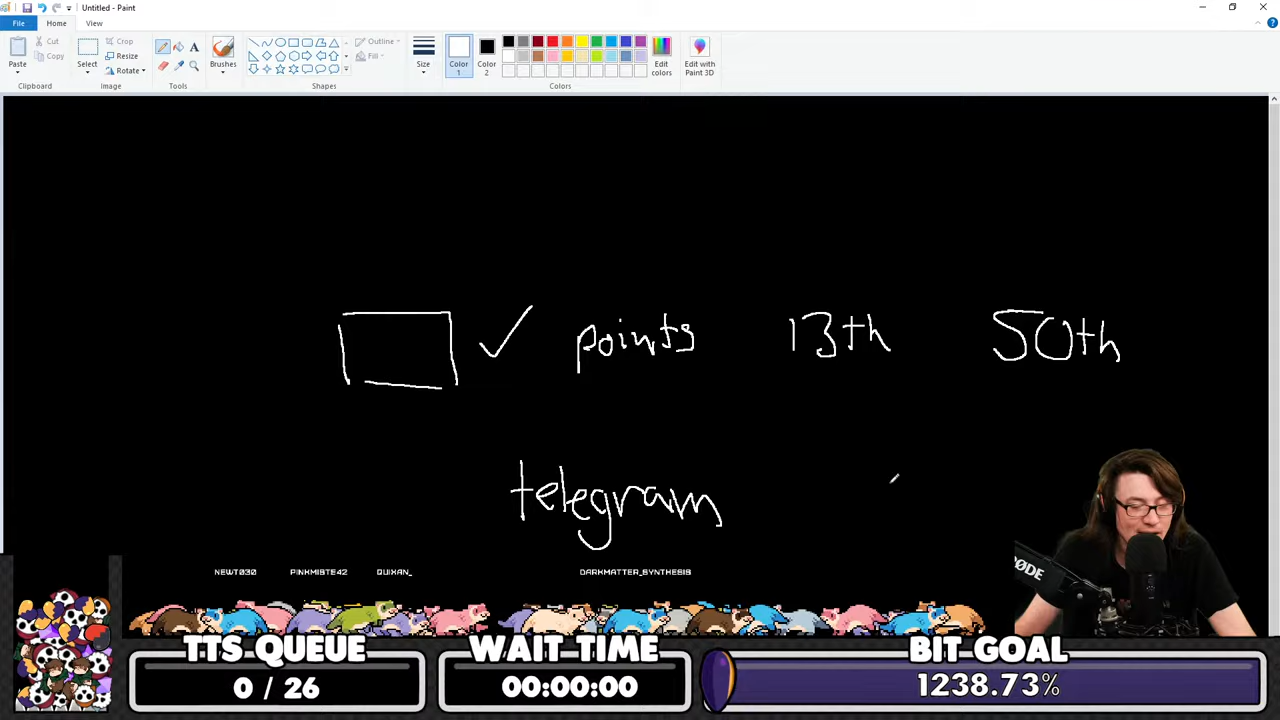 Untitled - Paint
File Home View
Paste Cut Copy Select Crop Resize Rotate A Brushes Outline Fill Size Color 1 Color 2 Edit colors Edit with Paint 3D
Clipboard Image Tools Shapes Colors
points 13th 50th
telegram
RØDE
NEWT030 PINKMISTE42 QUIXAN_ DARKMATTER_SYNTHESIS
TTS QUEUE WAIT TIME BIT GOAL
0 / 26 00:00:00 1238.73%